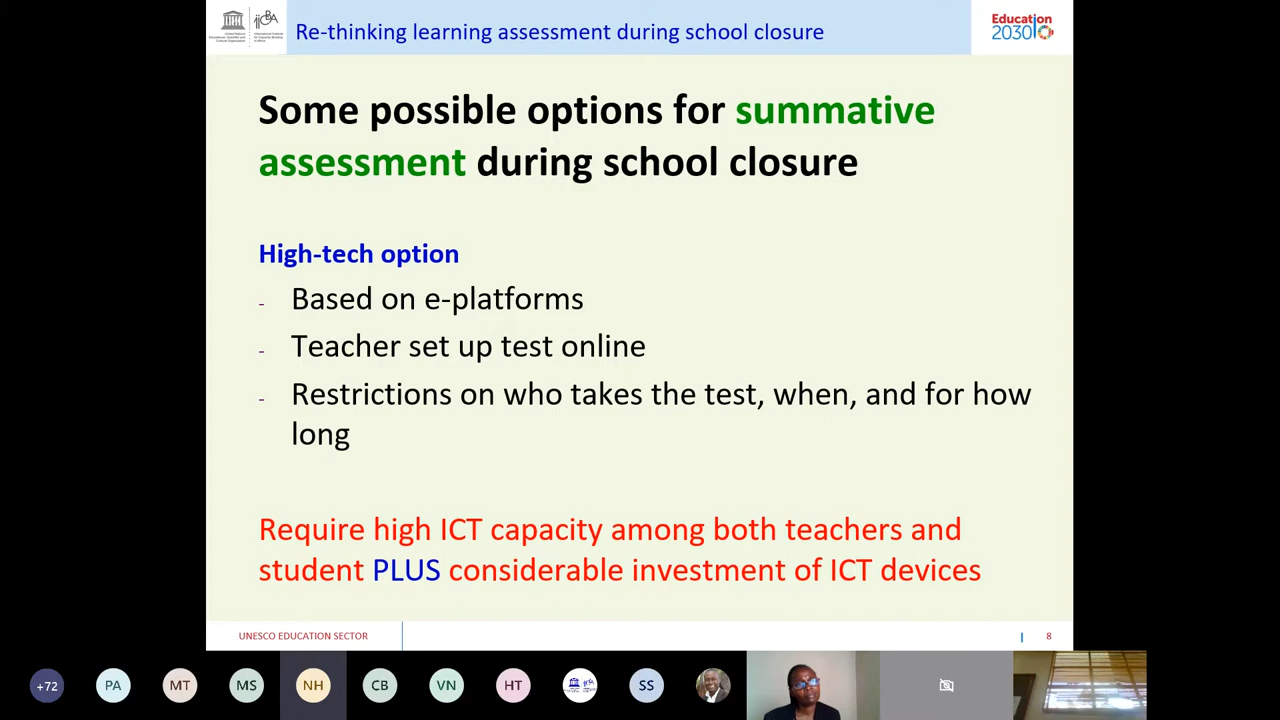 Re-thinking learning assessment during school closure
Education
2030
Some possible options for summative
assessment during school closure
High-tech option
- Based on e-platforms
- Teacher set up test online
- Restrictions on who takes the test, when, and for how
long
Require high ICT capacity among both teachers and
student PLUS considerable investment of ICT devices
UNESCO EDUCATION SECTOR
8
+72
PA
MT
MS
NH
CB
VN
HT
SS